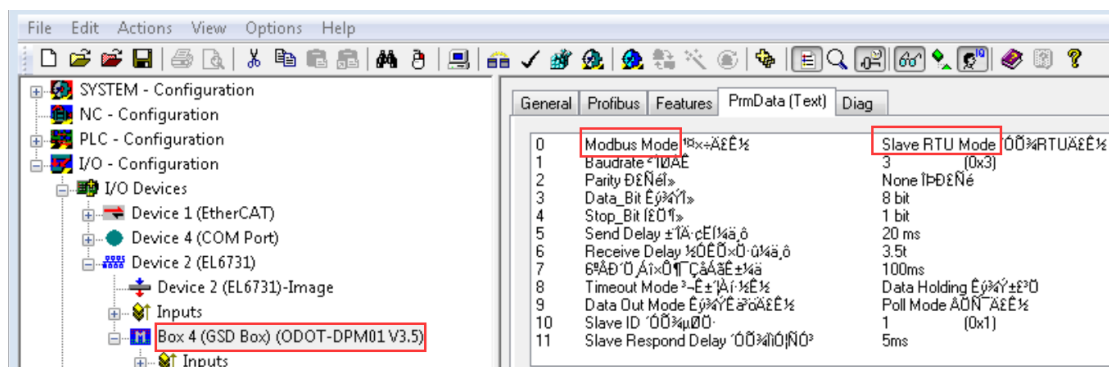 File Edit Actions View Options Help
SYSTEM - Configuration
NC - Configuration
PLC - Configuration
I/O - Configuration
I/O Devices
Device 1 (EtherCAT)
Device 4 (COM Port)
Device 2 (EL6731)
Device 2 (EL6731)-Image
Inputs
Box 4 (GSD Box) (ODOT-DPM01 V3.5)
Inputs
General Profibus Features PrmData (Text) Diag
0 Modbus Mode Slave RTU Mode
1 Baudrate 3 (0x3)
2 Parity None
3 Data_Bit 8 bit
4 Stop_Bit 1 bit
5 Send Delay 20 ms
6 Receive Delay 3.5t
7 100ms
8 Timeout Mode Data Holding
9 Data Out Mode Poll Mode
10 Slave ID 1 (0x1)
11 Slave Respond Delay 5ms